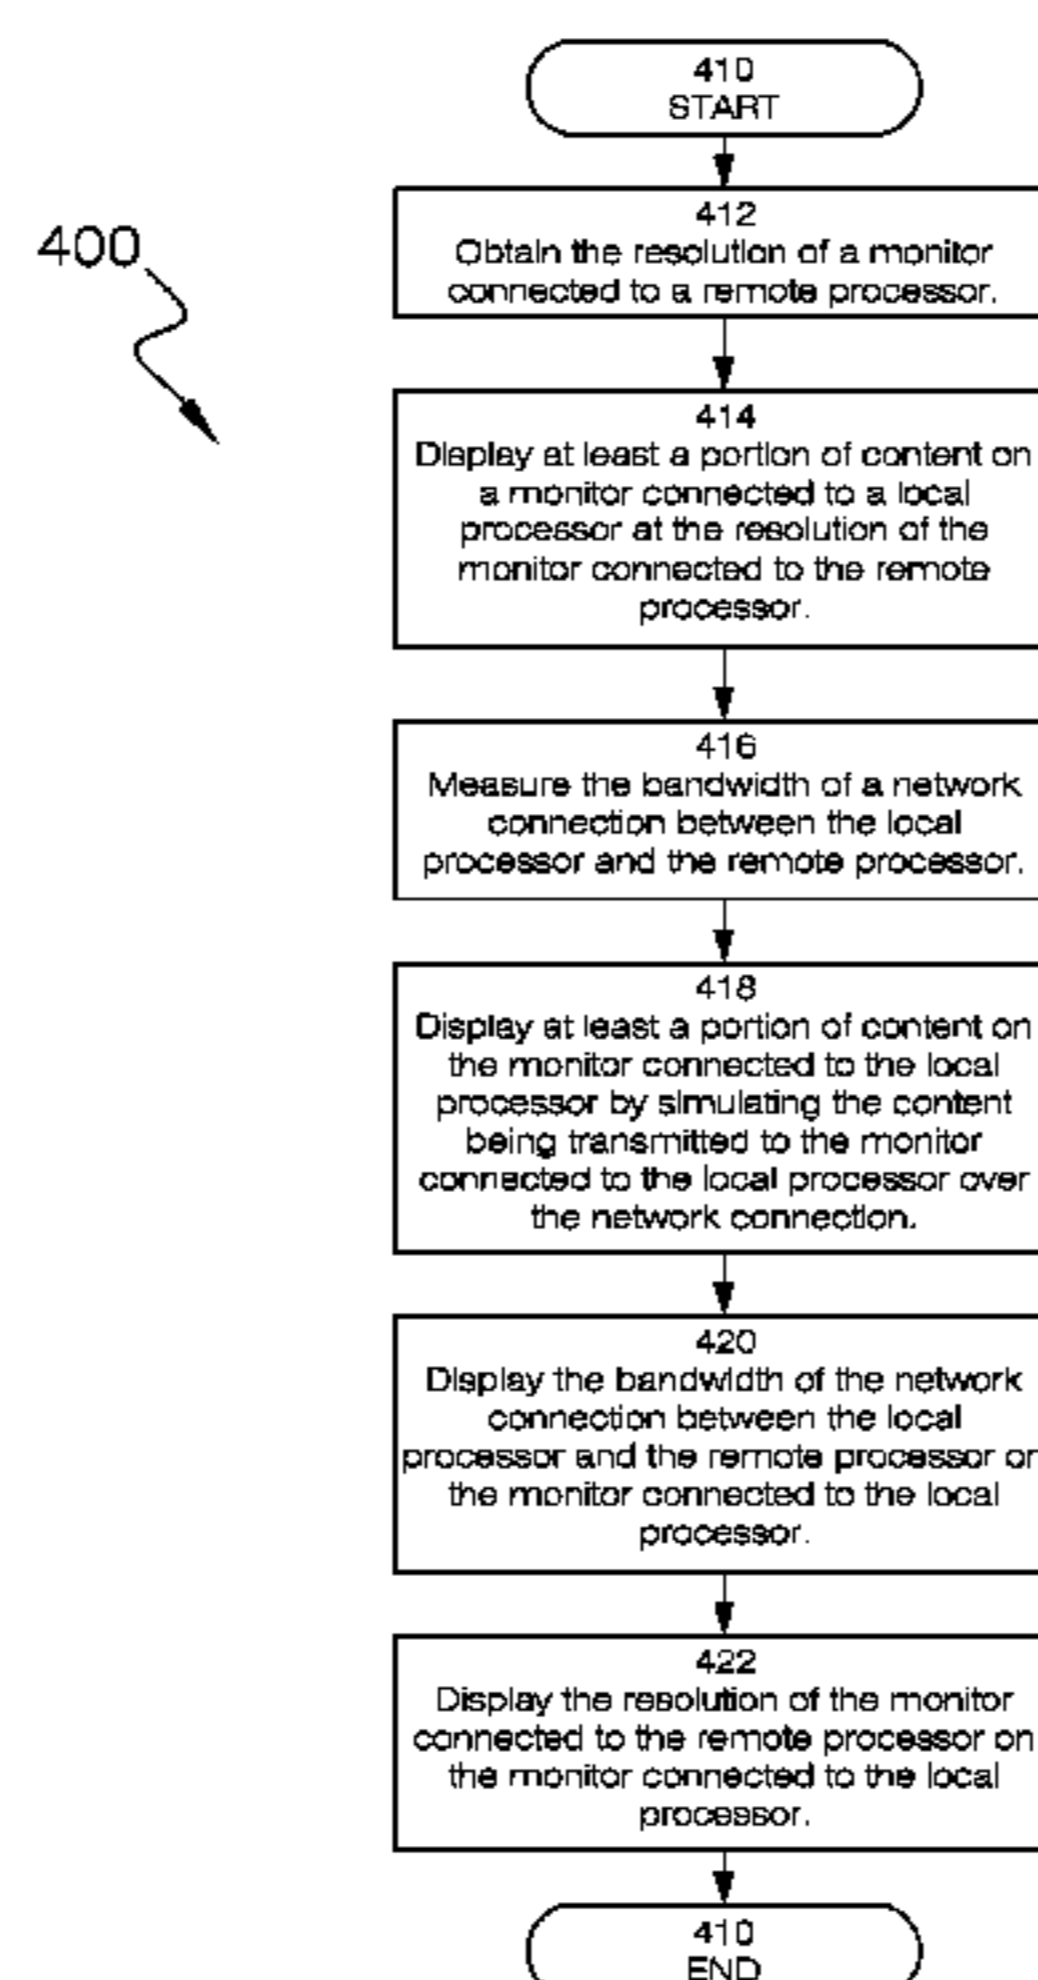 410
START
400
412
Obtain the resolution of a monitor
connected to a remote processor.
414
Display at least a portion of content on
a monitor connected to a local
processor at the resolution of the
monitor connected to the remote
processor.
416
Measure the bandwidth of a network
connection between the local
processor and the remote processor.
418
Display at least a portion of content on
the monitor connected to the local
processor by simulating the content
being transmitted to the monitor
connected to the local processor over
the network connection.
420
Display the bandwidth of the network
connection between the local
processor and the remote processor on
the monitor connected to the local
processor.
422
Display the resolution of the monitor
connected to the remote processor on
the monitor connected to the local
processor.
410
END